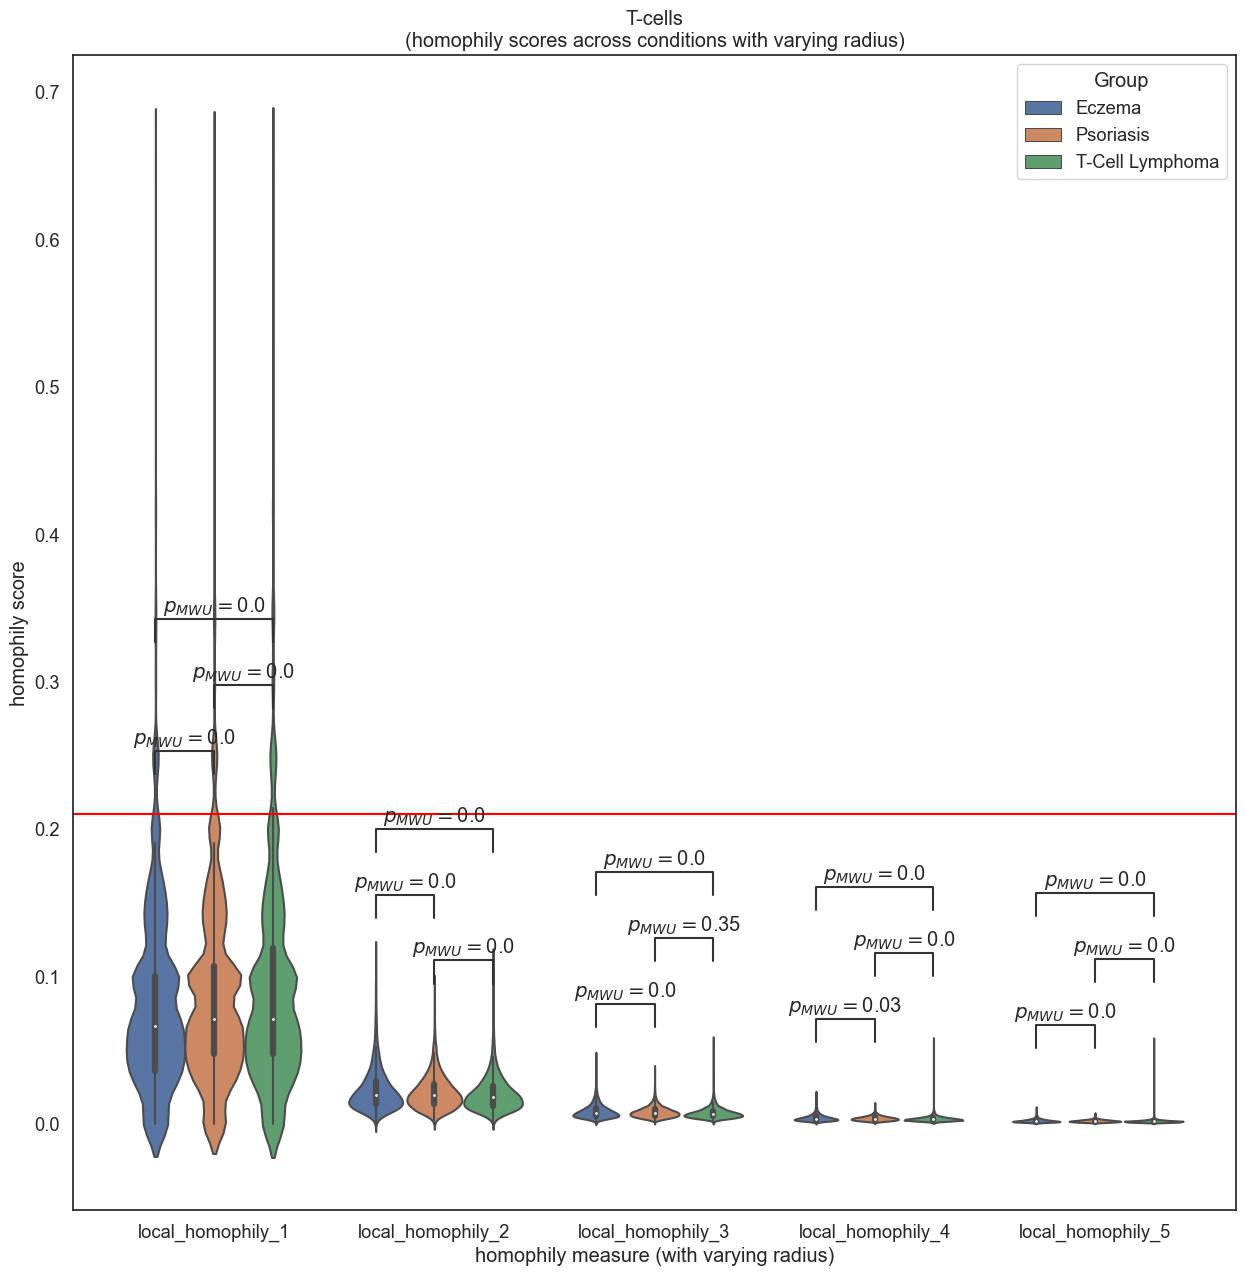 T-cells
(homophily scores across conditions with varying radius)
Group
Eczema
Psoriasis
T-Cell Lymphoma
homophily score
0.7
0.6
0.5
0.4
0.3
0.2
0.1
0.0
p_MWU = 0.0
p_MWU = 0.0
p_MWU = 0.0
p_MWU = 0.0
p_MWU = 0.0
p_MWU = 0.0
p_MWU = 0.0
p_MWU = 0.35
p_MWU = 0.0
p_MWU = 0.0
p_MWU = 0.0
p_MWU = 0.03
p_MWU = 0.0
p_MWU = 0.0
p_MWU = 0.0
local_homophily_1
local_homophily_2
local_homophily_3
local_homophily_4
local_homophily_5
homophily measure (with varying radius)